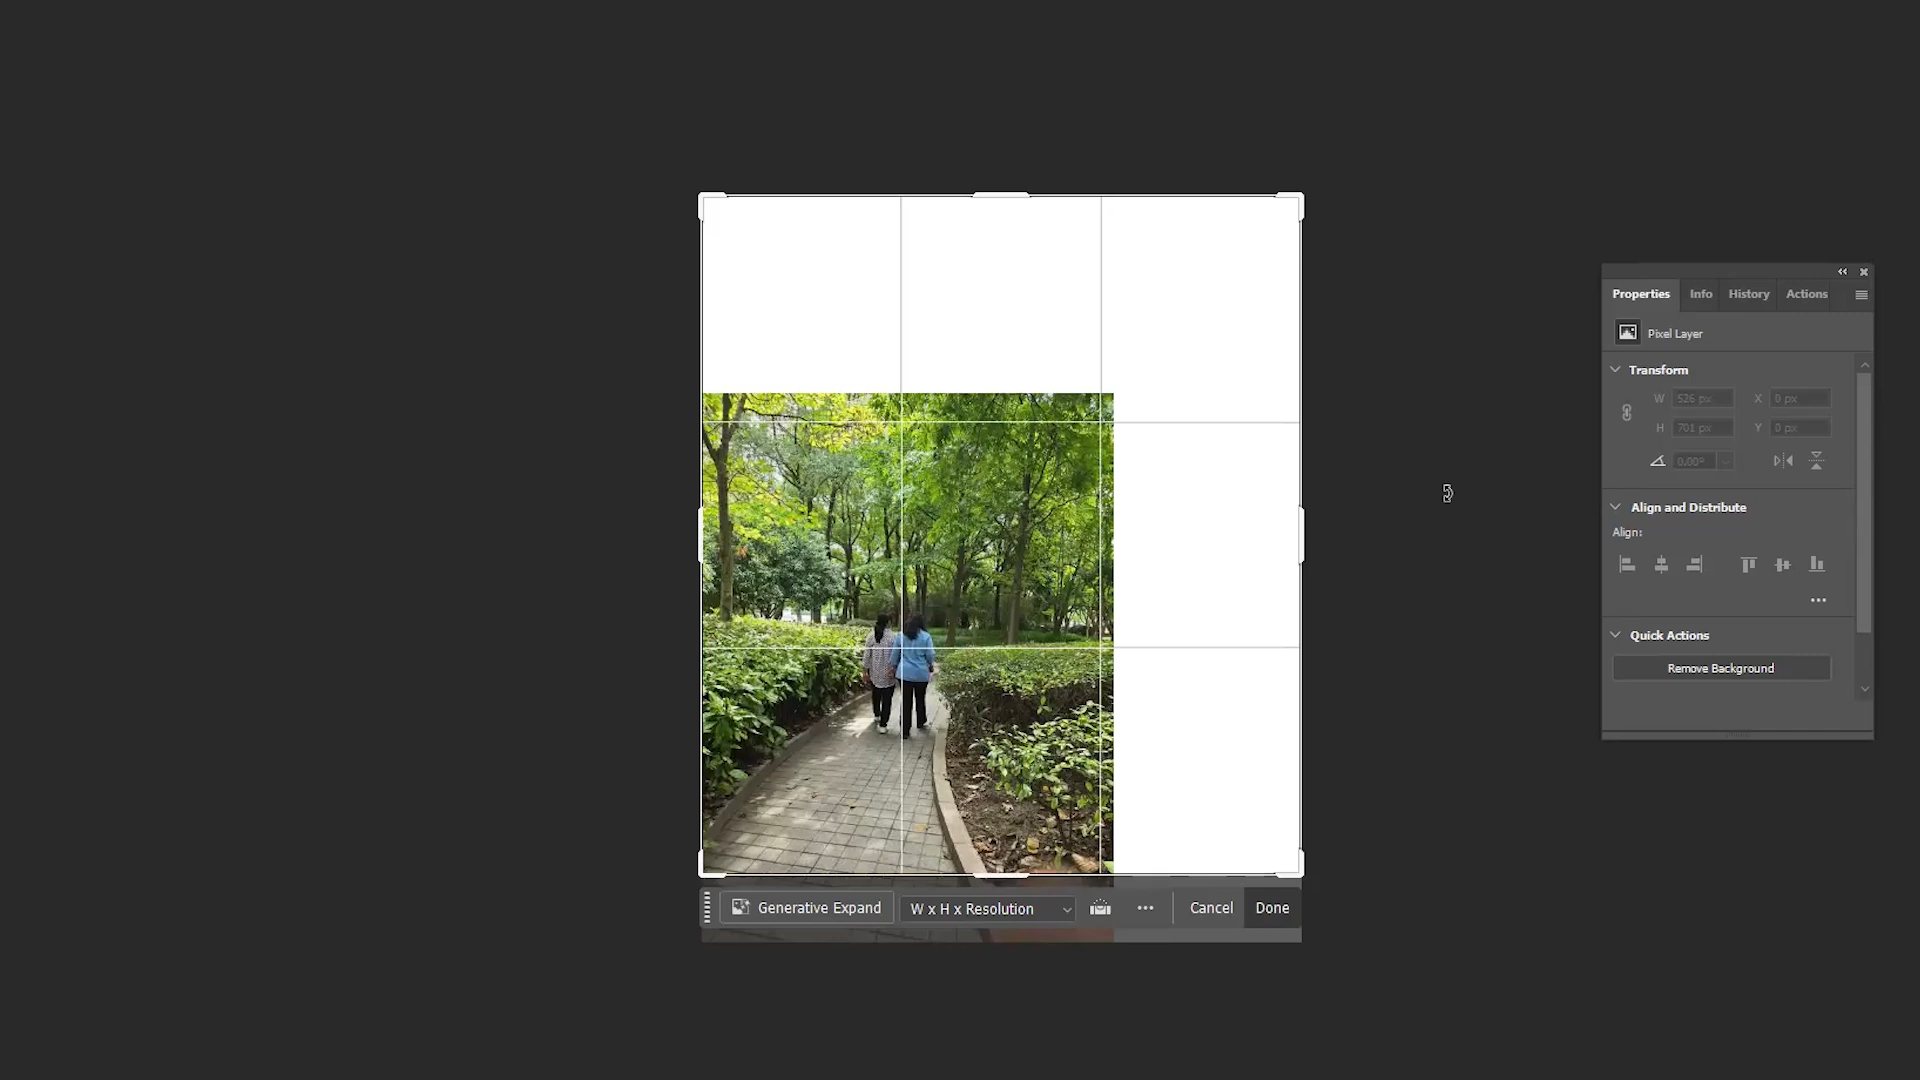 Properties Info History Actions
Pixel Layer
Transform
W 526 px X 0 px
H 701 px Y 0 px
0.00°
Align and Distribute
Align:
Quick Actions
Remove Background
Generative Expand W x H x Resolution Cancel Done